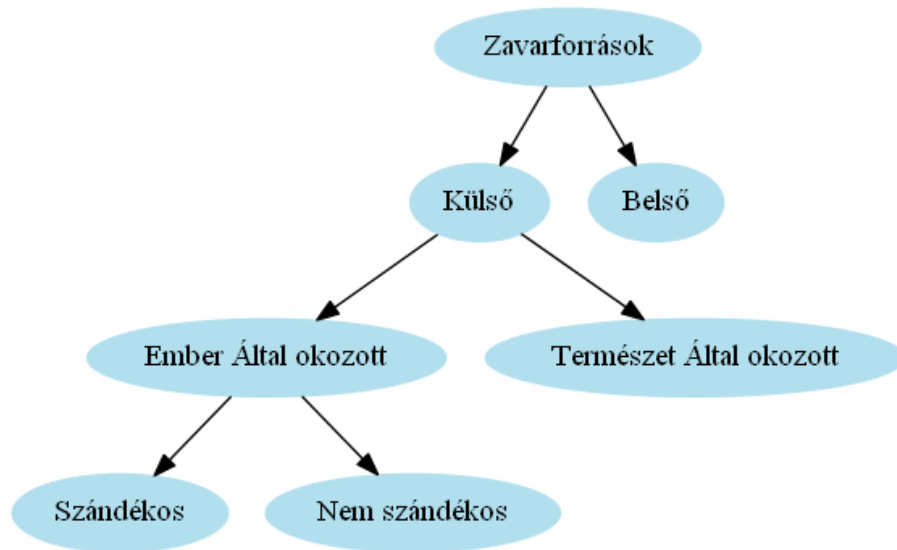 Zavarforrások
Külső
Belső
Ember Által okozott
Természet Által okozott
Szándékos
Nem szándékos